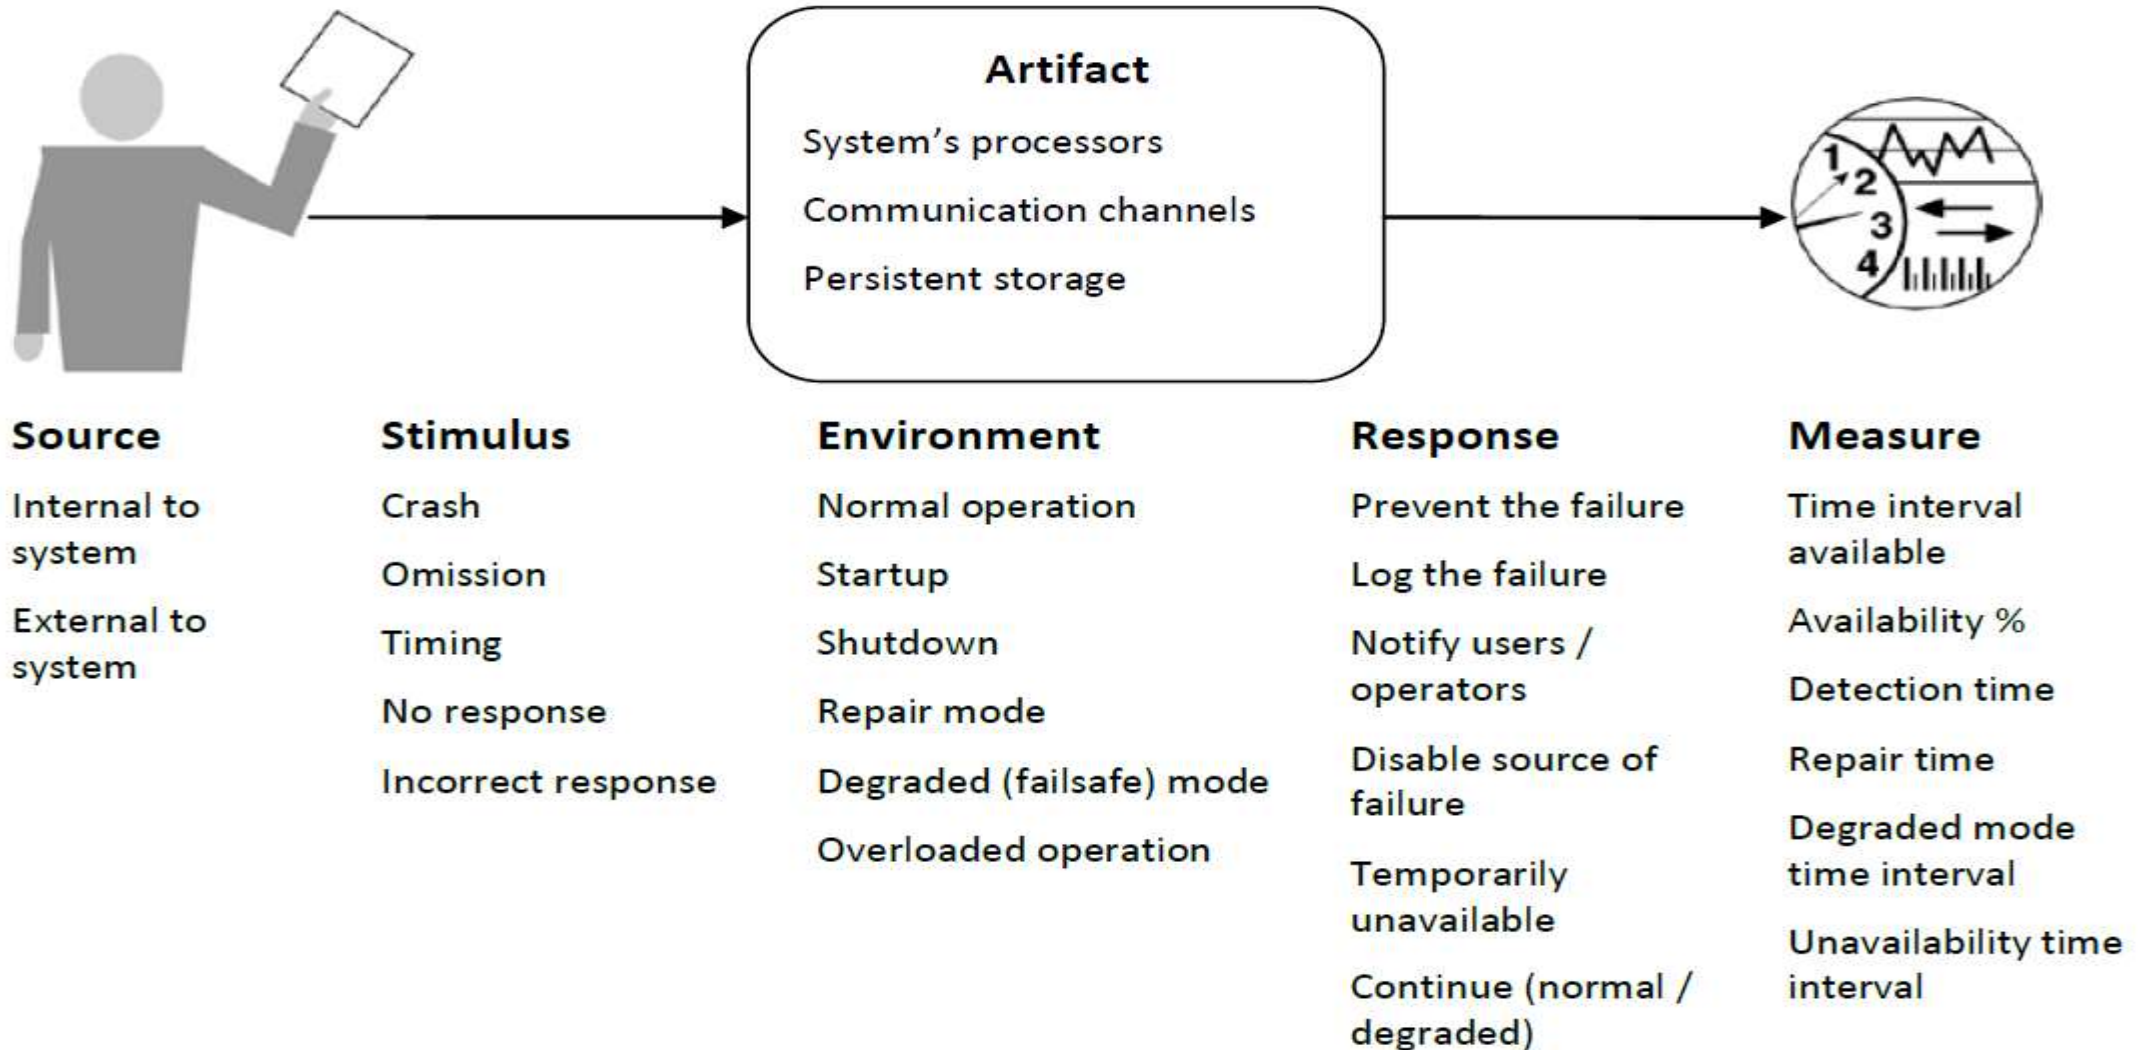 Artifact
System's processors
Communication channels
Persistent storage
1
2
3
4
Source
Internal to
system
External to
system
Stimulus
Crash
Omission
Timing
No response
Incorrect response
Environment
Normal operation
Startup
Shutdown
Repair mode
Degraded (failsafe) mode
Overloaded operation
Response
Prevent the failure
Log the failure
Notify users /
operators
Disable source of
failure
Temporarily
unavailable
Continue (normal /
degraded)
Measure
Time interval
available
Availability %
Detection time
Repair time
Degraded mode
time interval
Unavailability time
interval